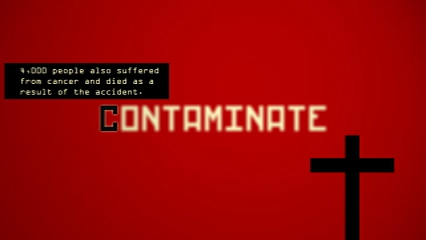 4,000 people also suffered
from cancer and died as a
result of the accident.
CONTAMINATE